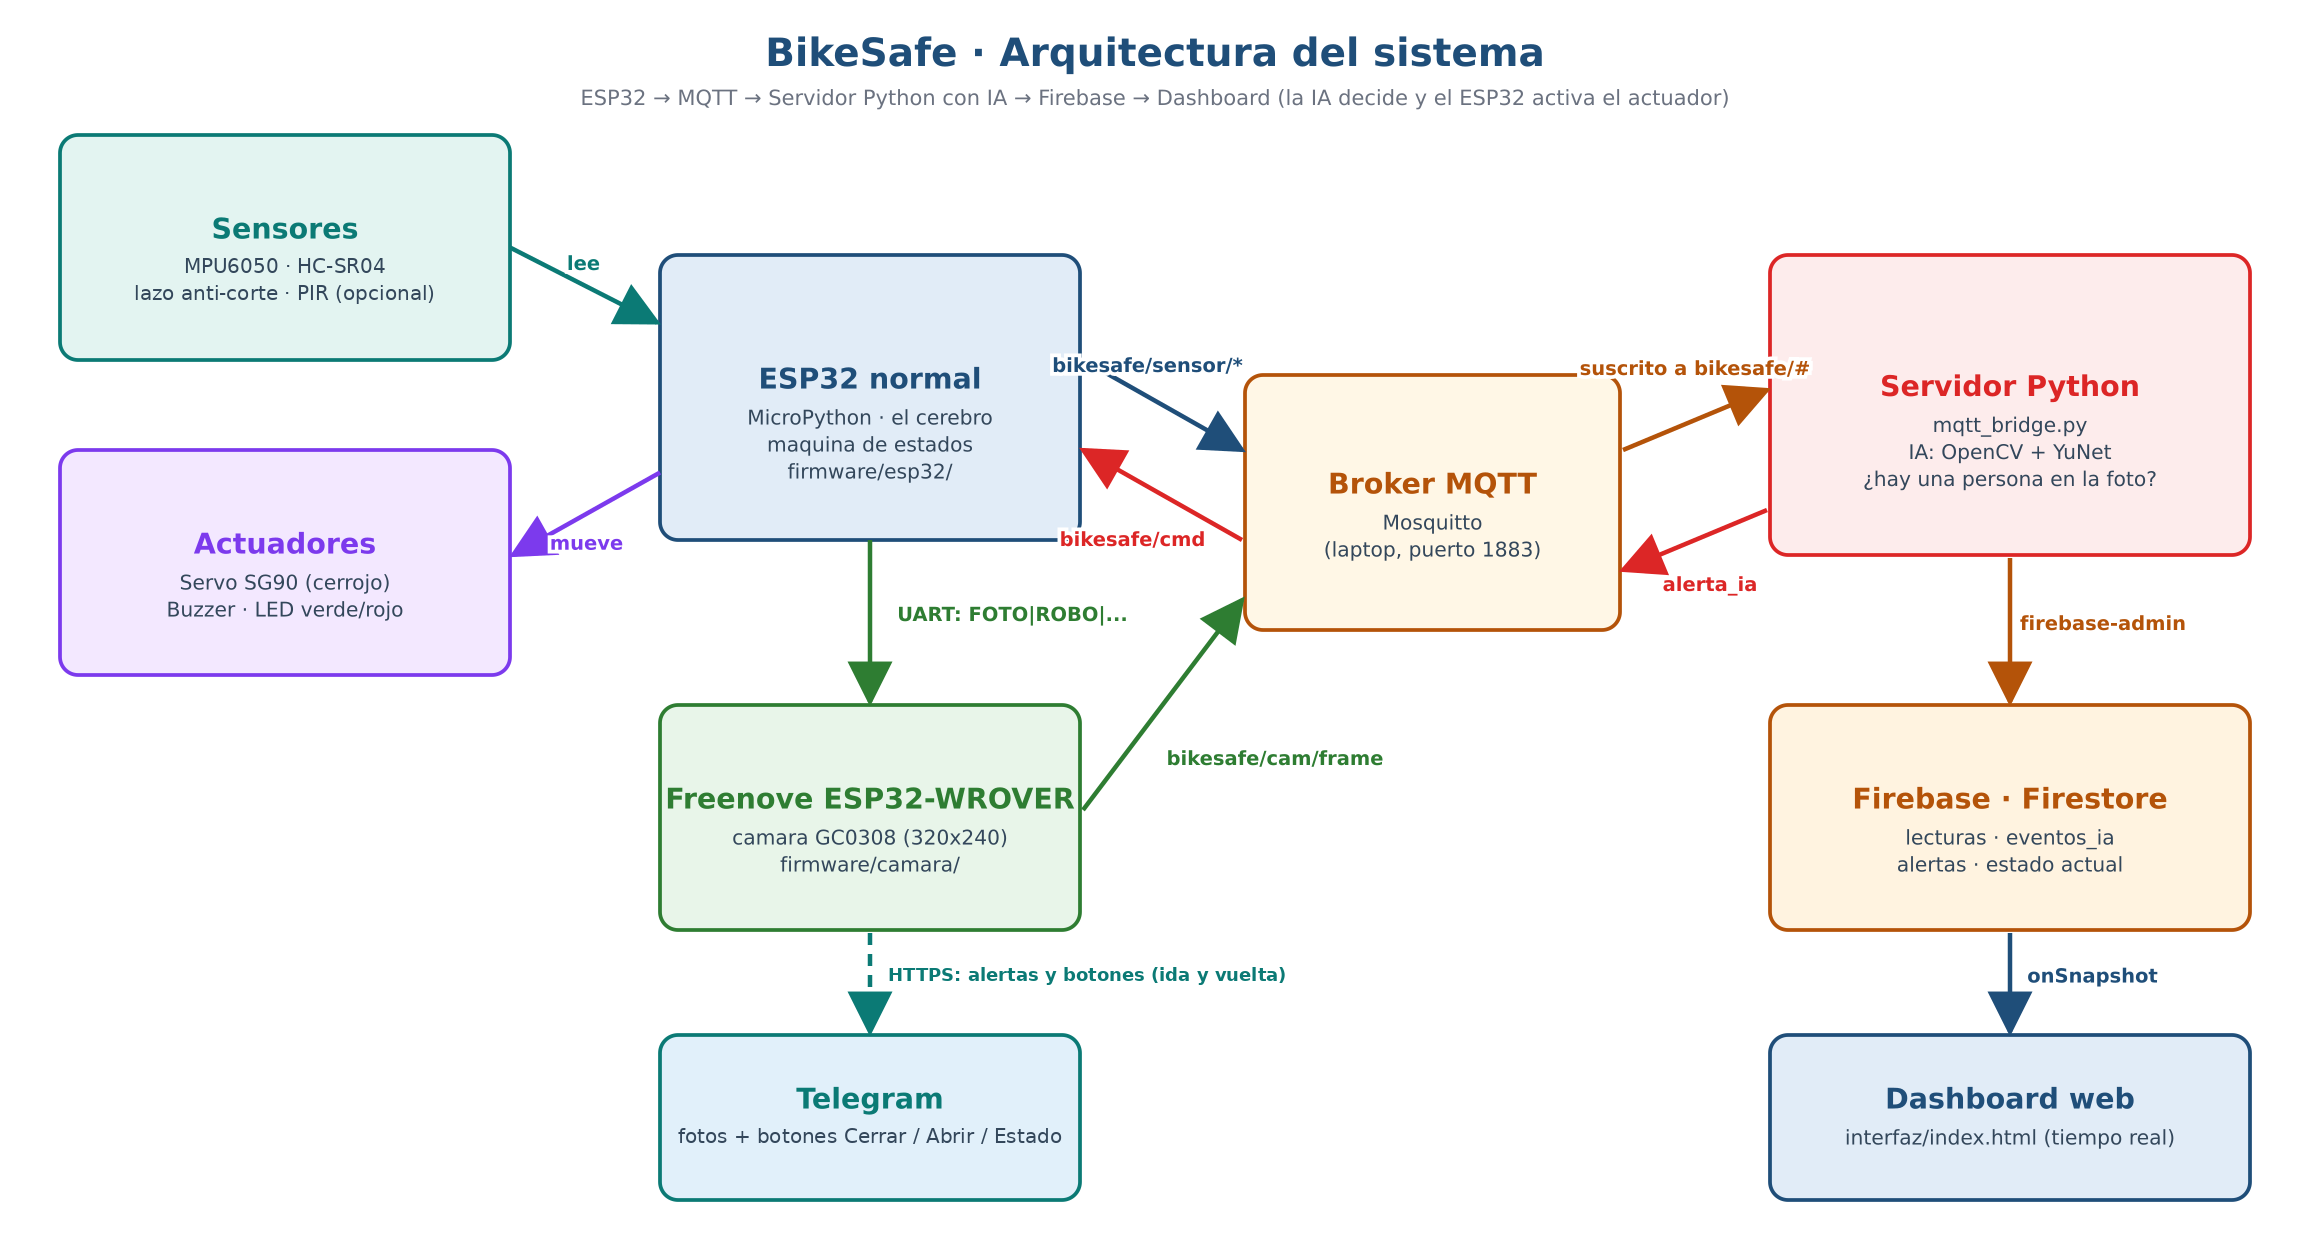 BikeSafe · Arquitectura del sistema
ESP32 → MQTT → Servidor Python con IA → Firebase → Dashboard (la IA decide y el ESP32 activa el actuador)
Sensores
MPU6050 · HC-SR04
lazo anti-corte · PIR (opcional)
lee
ESP32 normal
MicroPython · el cerebro
maquina de estados
firmware/esp32/
bikesafe/sensor/*
bikesafe/cmd
Actuadores
Servo SG90 (cerrojo)
Buzzer · LED verde/rojo
mueve
Broker MQTT
Mosquitto
(laptop, puerto 1883)
suscrito a bikesafe/#
alerta_ia
Servidor Python
mqtt_bridge.py
IA: OpenCV + YuNet
¿hay una persona en la foto?
UART: FOTO|ROBO|...
firebase-admin
Freenove ESP32-WROVER
camara GC0308 (320x240)
firmware/camara/
bikesafe/cam/frame
Firebase · Firestore
lecturas · eventos_ia
alertas · estado actual
HTTPS: alertas y botones (ida y vuelta)
onSnapshot
Telegram
fotos + botones Cerrar / Abrir / Estado
Dashboard web
interfaz/index.html (tiempo real)